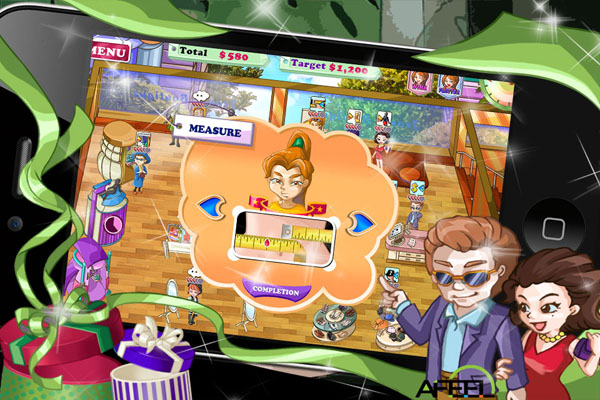 MENU
Total $580
Target $1,200
MEASURE
COMPLETION
AFEEL